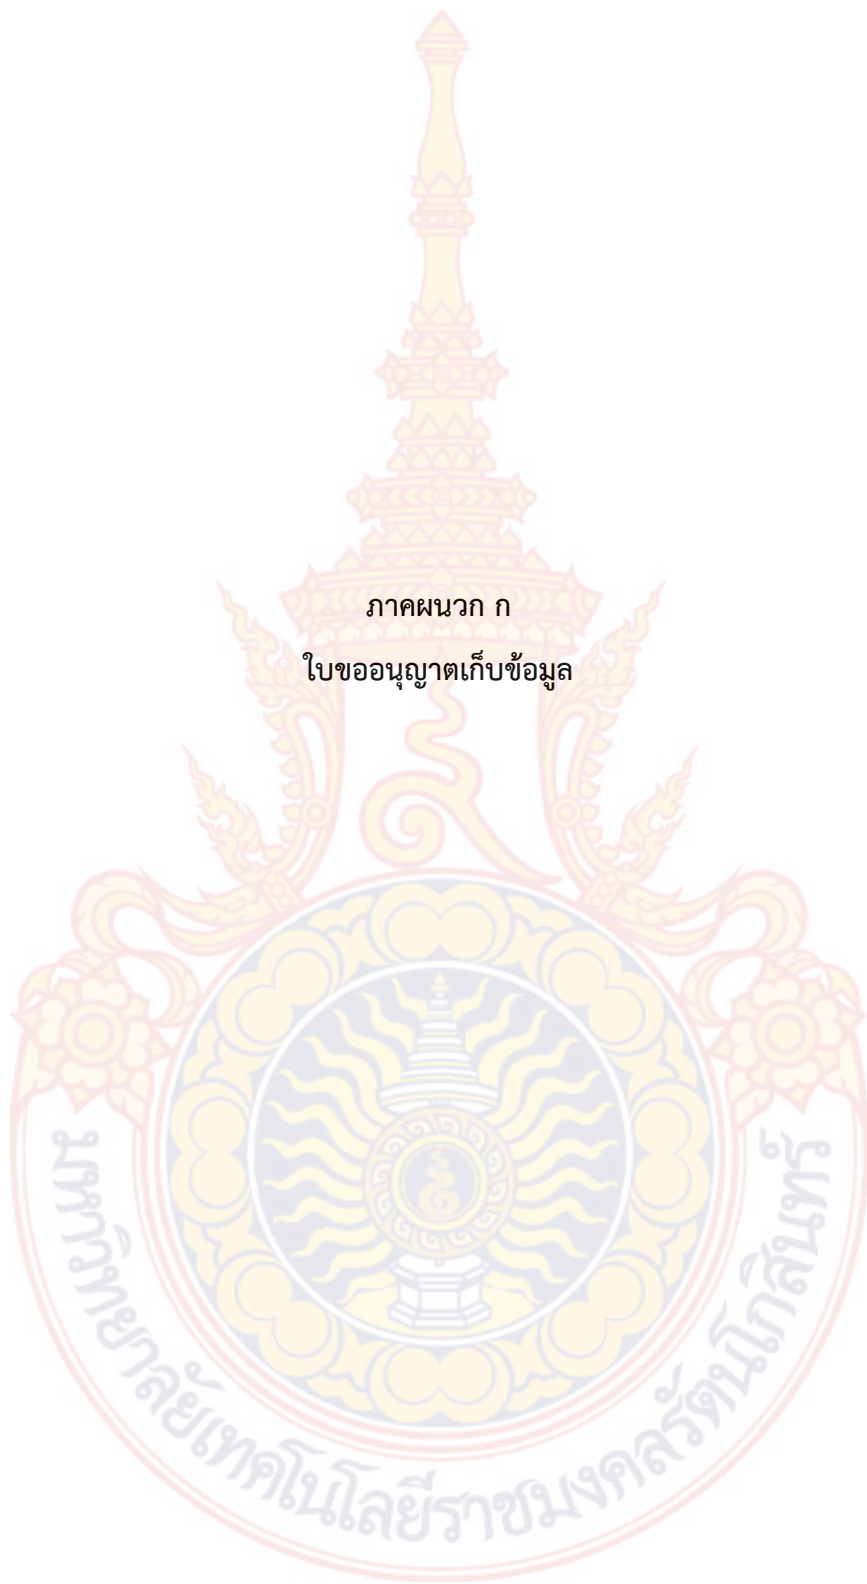 ภาคผนวก ก
ใบขออนุญาตเก็บข้อมูล
มหาวิทยาลัยเทคโนโลยีราชมงคลรัตนโกสินทร์